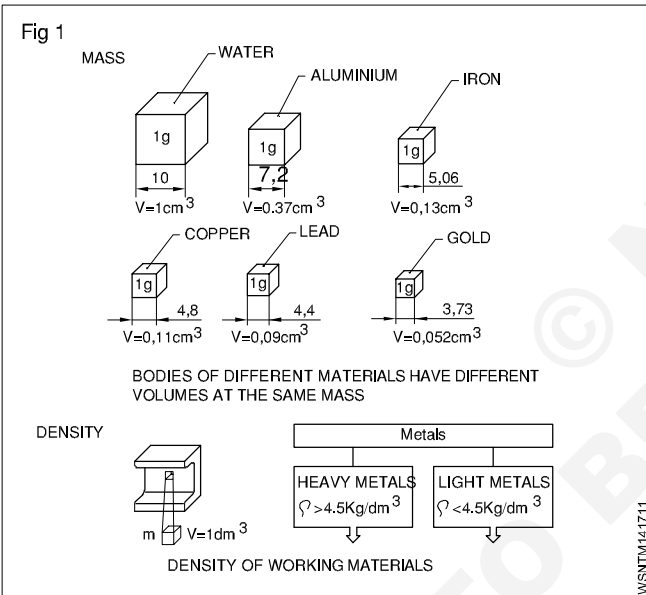 Fig 1
MASS
WATER
ALUMINIUM
IRON
1g
1g
1g
10
7,2
5,06
V=1cm3
V=0.37cm3
V=0,13cm3
COPPER
LEAD
GOLD
1g
1g
1g
4,8
4,4
3,73
V=0,11cm3
V=0,09cm3
V=0,052cm3
BODIES OF DIFFERENT MATERIALS HAVE DIFFERENT
VOLUMES AT THE SAME MASS
DENSITY
Metals
HEAVY METALS
>4.5Kg/dm3
LIGHT METALS
<4.5Kg/dm3
m
V=1dm3
DENSITY OF WORKING MATERIALS
WSNTM141711
©
TO BE